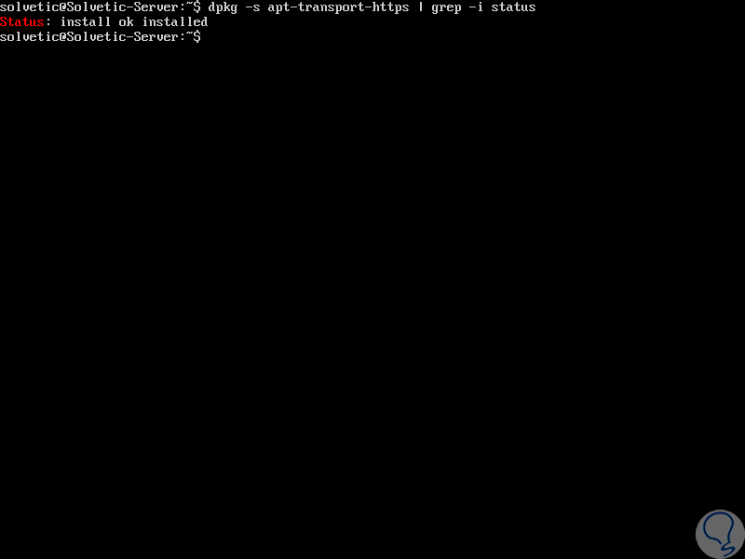 solvetic@Solvetic-Server:~$ dpkg -s apt-transport-https | grep -i status
Status: install ok installed
solvetic@Solvetic-Server:~$